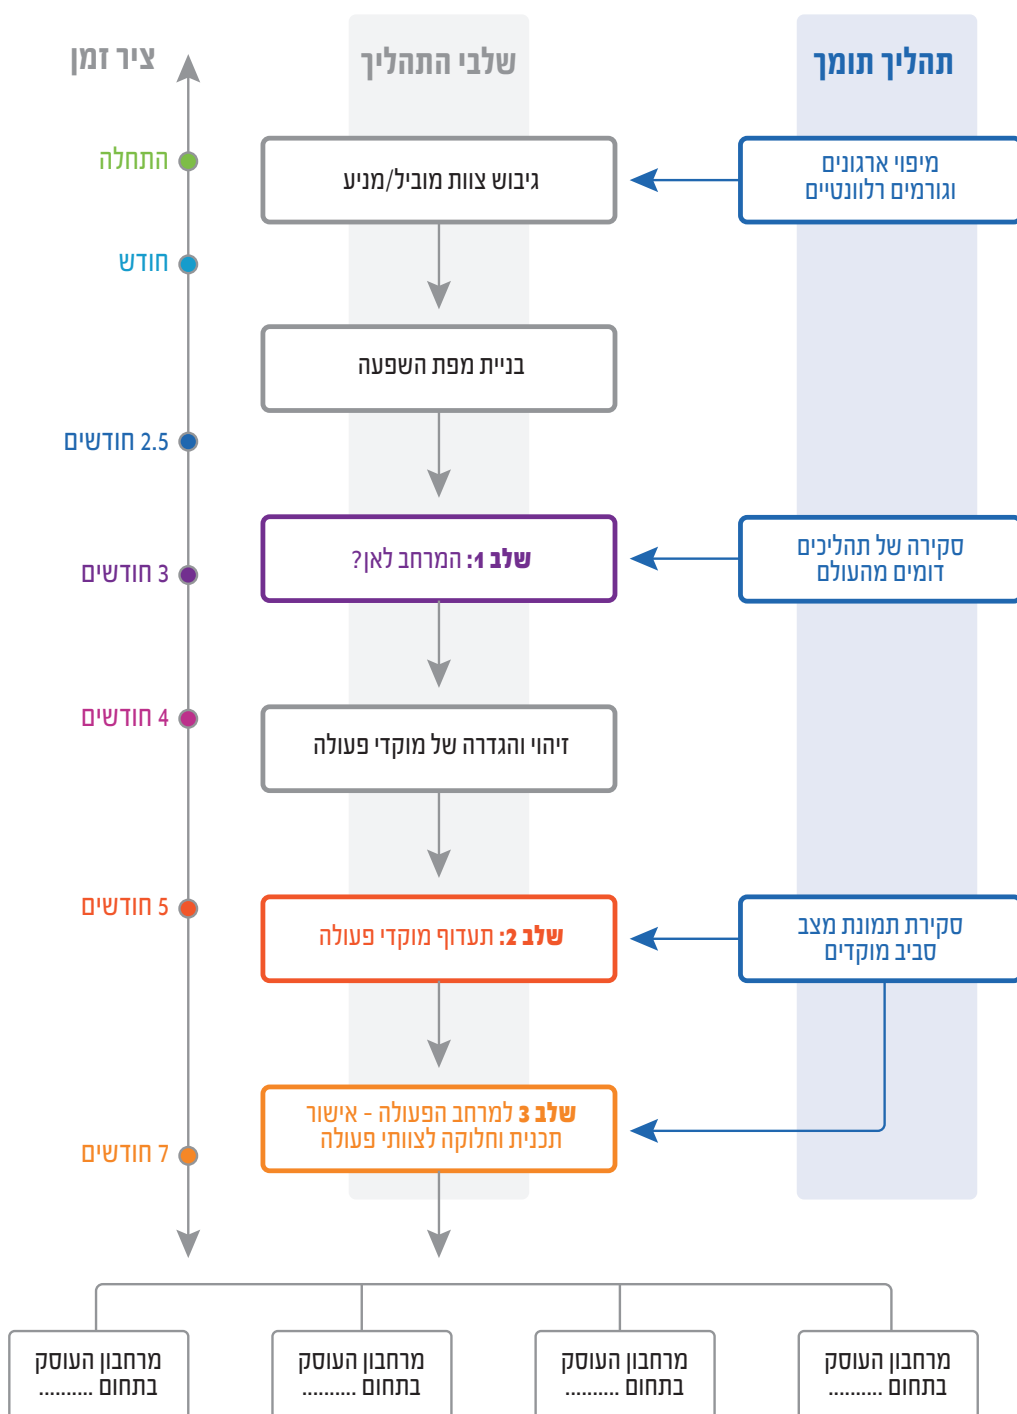 תהליך תומך
שלבי התהליך
ציר זמן
מיפוי ארגונים
וגורמים רלוונטיים
גיבוש צוות מוביל/מניע
התחלה
חודש
בניית מפת השפעה
2.5 חודשים
סקירה של תהליכים
דומים מהעולם
שלב 1: המרחב לאן?
3 חודשים
4 חודשים
זיהוי והגדרה של מוקדי פעולה
סקירת תמונת מצב
סביב מוקדים
שלב 2: תעדוף מוקדי פעולה
5 חודשים
שלב 3 למרחב הפעולה - אישור
תכנית וחלוקה לצוותי פעולה
7 חודשים
מרחבון העוסק
בתחום ..........
מרחבון העוסק
בתחום ..........
מרחבון העוסק
בתחום ..........
מרחבון העוסק
בתחום ..........